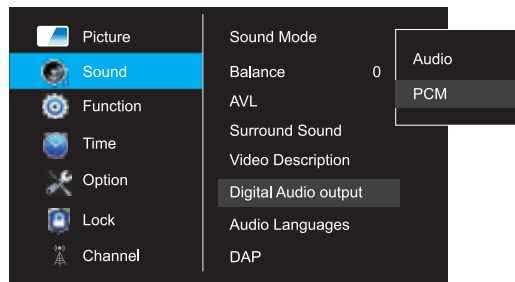 Picture
Sound
Function
Time
Option
Lock
Channel
Sound Mode
Balance 0
AVL
Surround Sound
Video Description
Digital Audio output
Audio Languages
DAP
Audio
PCM